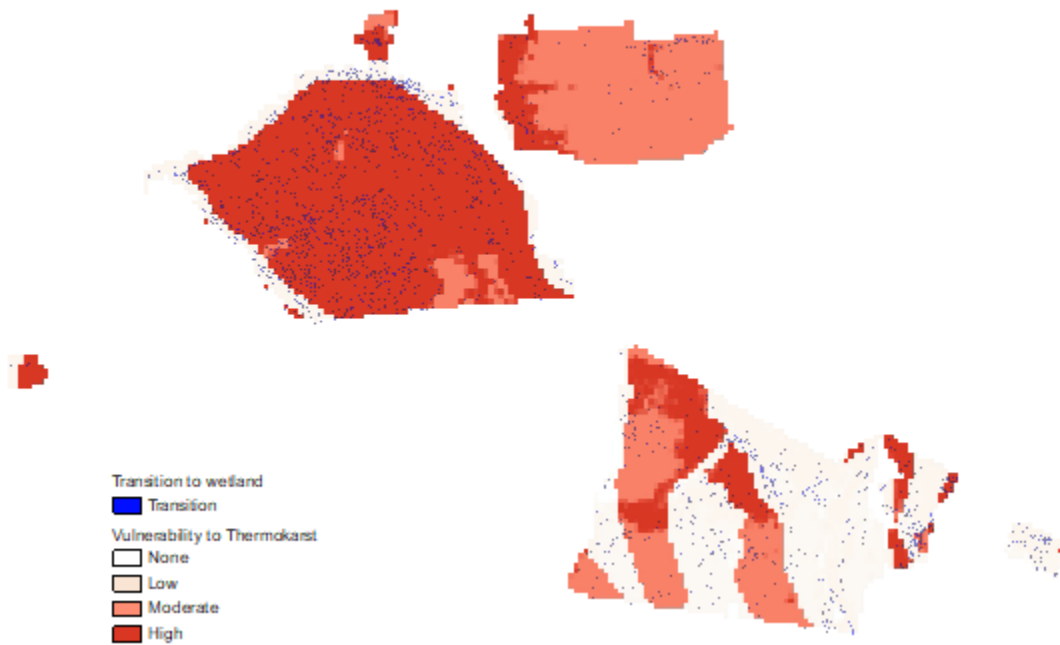 Transition to wetland
Transition
Vulnerability to Thermokarst
None
Low
Moderate
High